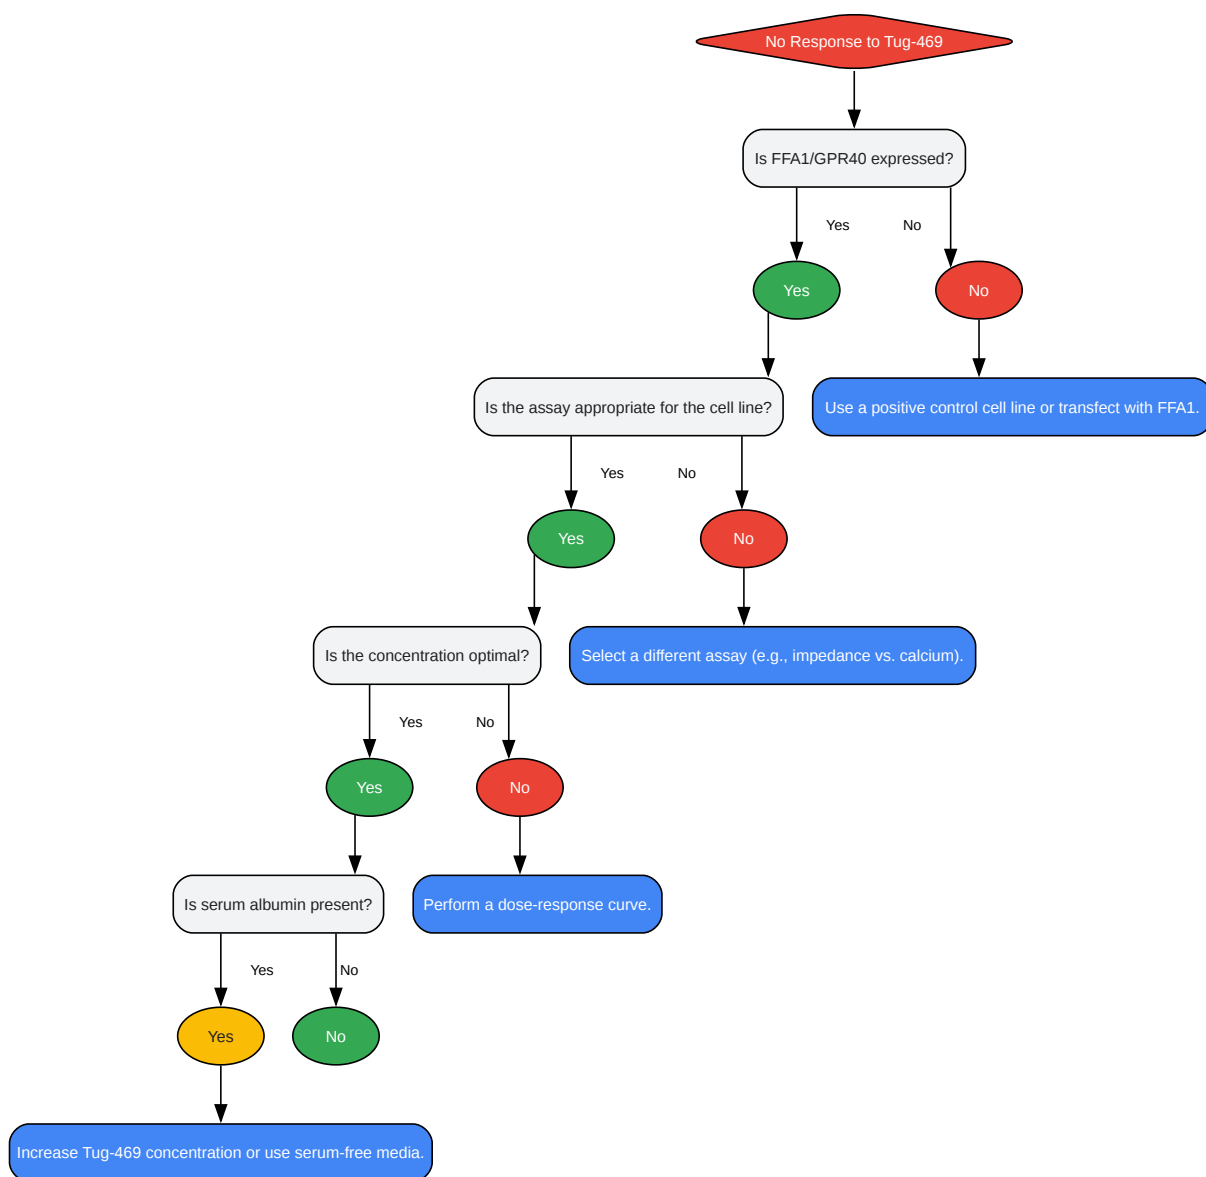 No Response to Tug-469
Is FFA1/GPR40 expressed?
Yes
No
Yes
No
Is the assay appropriate for the cell line?
Use a positive control cell line or transfect with FFA1.
Yes
No
Yes
No
Is the concentration optimal?
Select a different assay (e.g., impedance vs. calcium).
Yes
No
Yes
No
Is serum albumin present?
Perform a dose-response curve.
Yes
No
Yes
No
Increase Tug-469 concentration or use serum-free media.